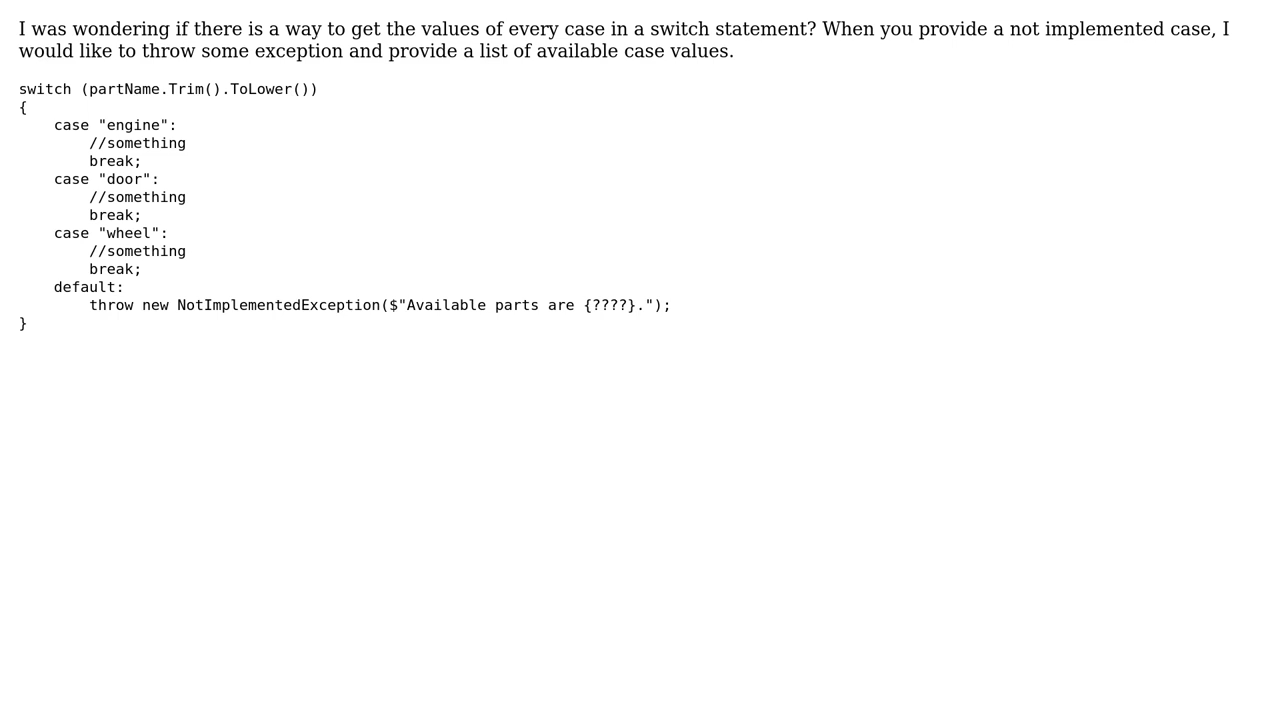 I was wondering if there is a way to get the values of every case in a switch statement? When you provide a not implemented case, I
would like to throw some exception and provide a list of available case values.
switch (partName.Trim().ToLower())
{
    case "engine":
        //something
        break;
    case "door":
        //something
        break;
    case "wheel":
        //something
        break;
    default:
        throw new NotImplementedException($"Available parts are {????}.");
}